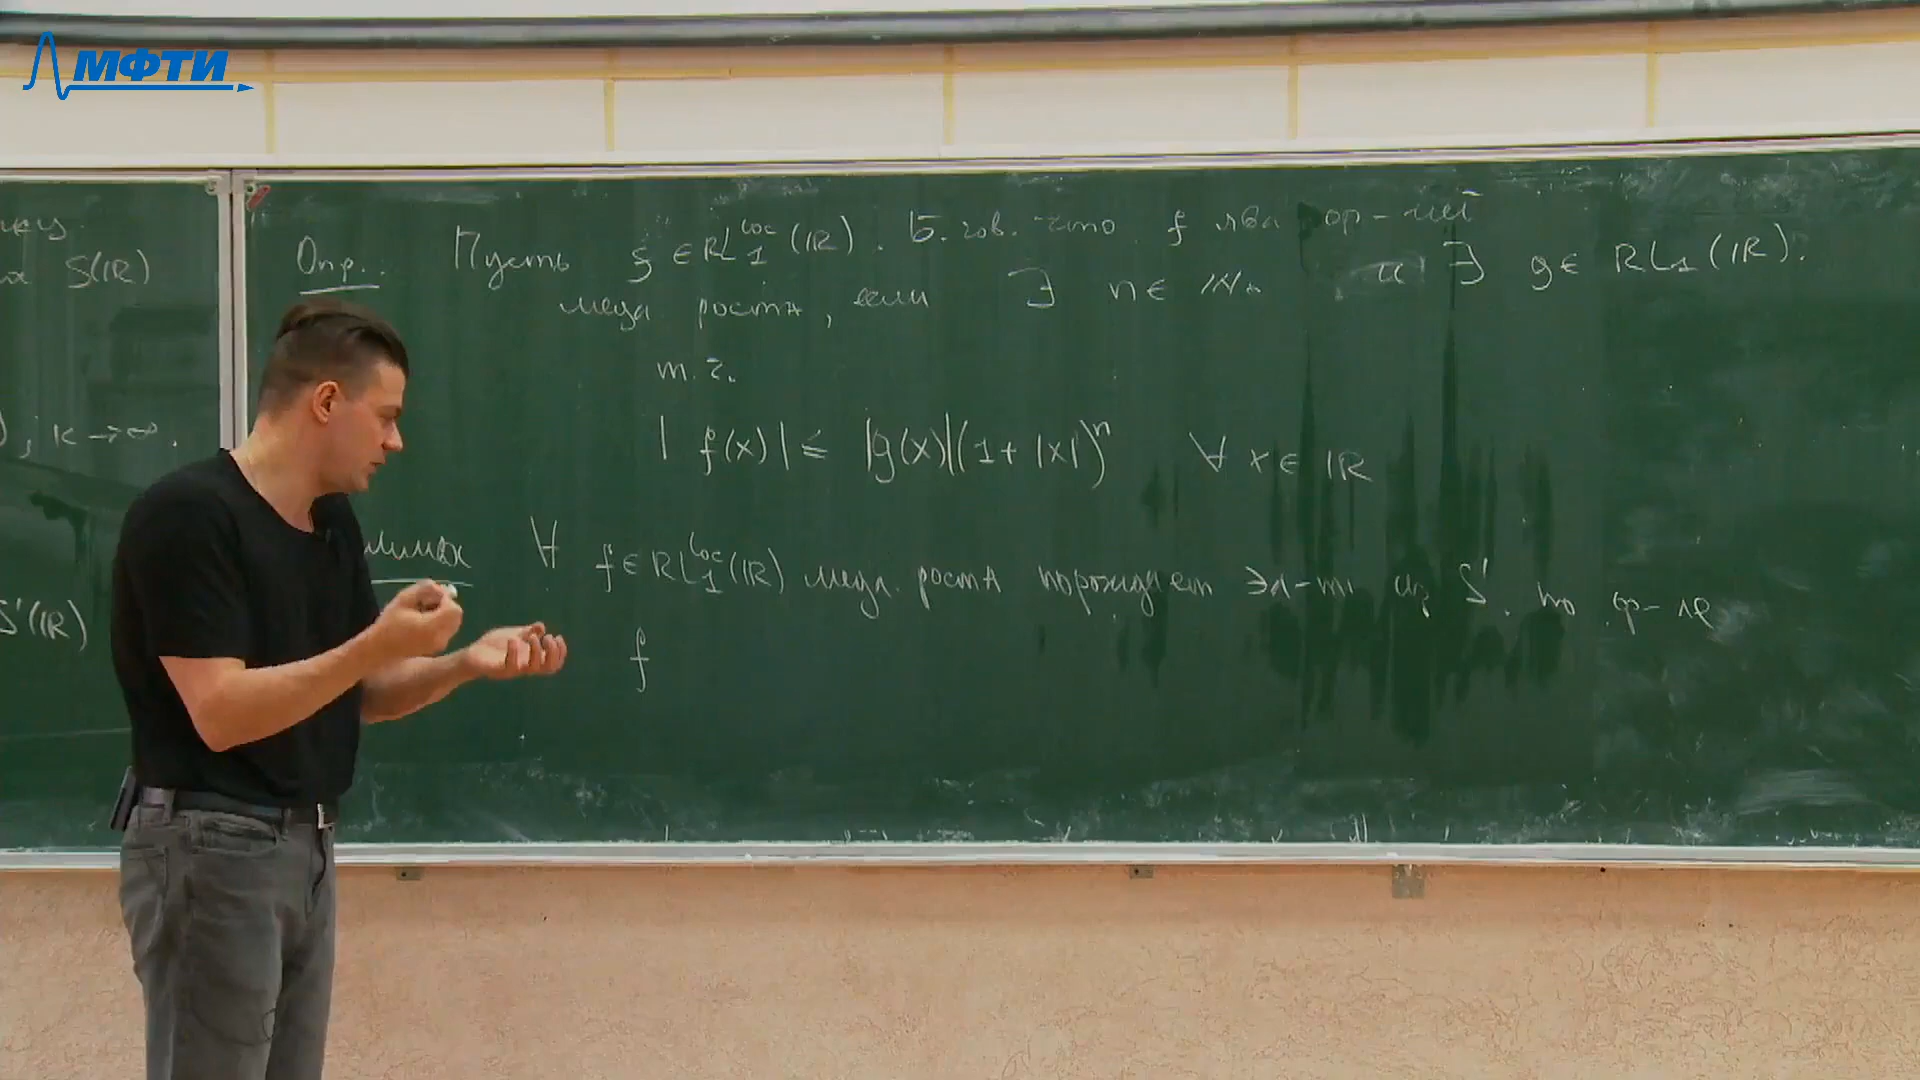 МФТИ
S(ℝ)
), k → ∞.
S'(ℝ)
Опр. Пусть f ∈ RL₁^loc(ℝ). Б. гов. что f явл ф-ией
медл роста, если ∃ n ∈ ℕ₀ и ∃ g ∈ RL₁(ℝ).
т. ч.
|f(x)| ≤ |g(x)|(1 + |x|)ⁿ ∀ x ∈ ℝ
∀ f ∈ RL₁^loc(ℝ) медл. роста порождает эл-т из S'. по ф-ле
f